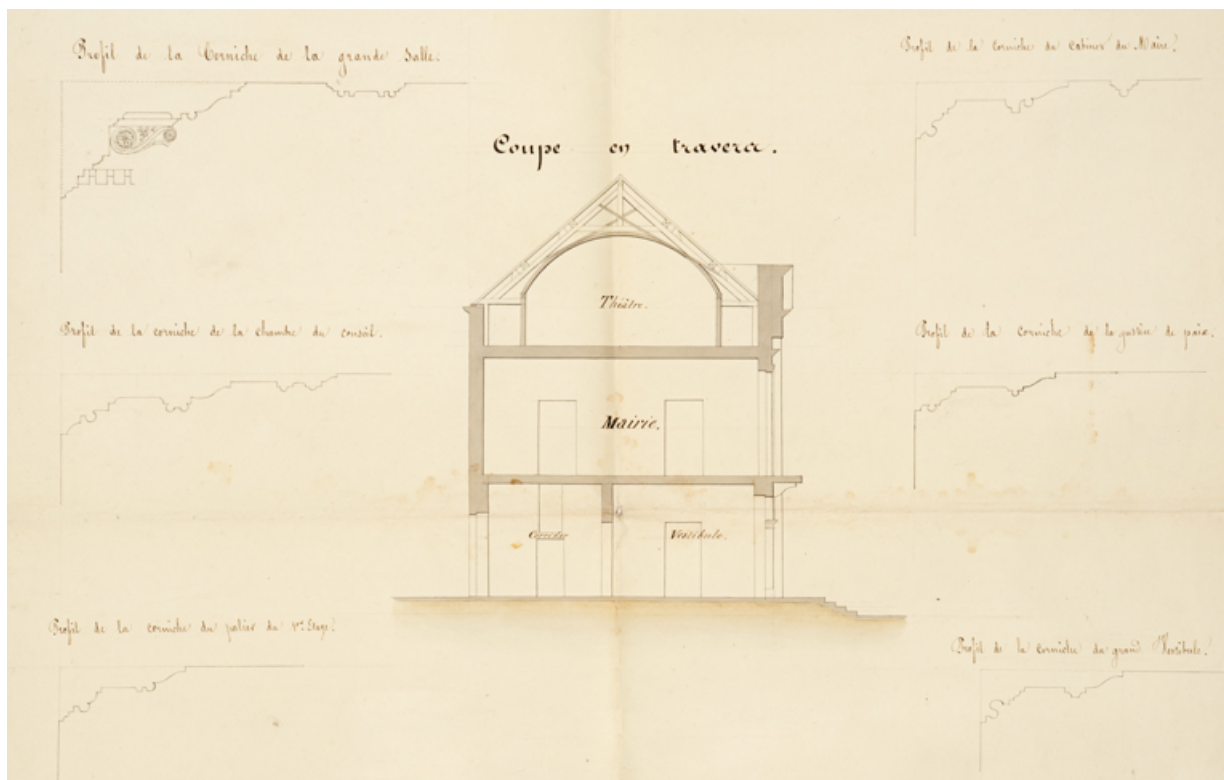 Profil de la Corniche de la grande Salle.
Profil de la corniche du cabinet du Maire.
Coupe en travers.
Théâtre.
Profil de la corniche de la chambre du conseil.
Profil de la corniche de la justice de paix.
Mairie.
Corridor
Vestibule.
Profil de la corniche du palier du 1er Etage.
Profil de la corniche du grand Vestibule.